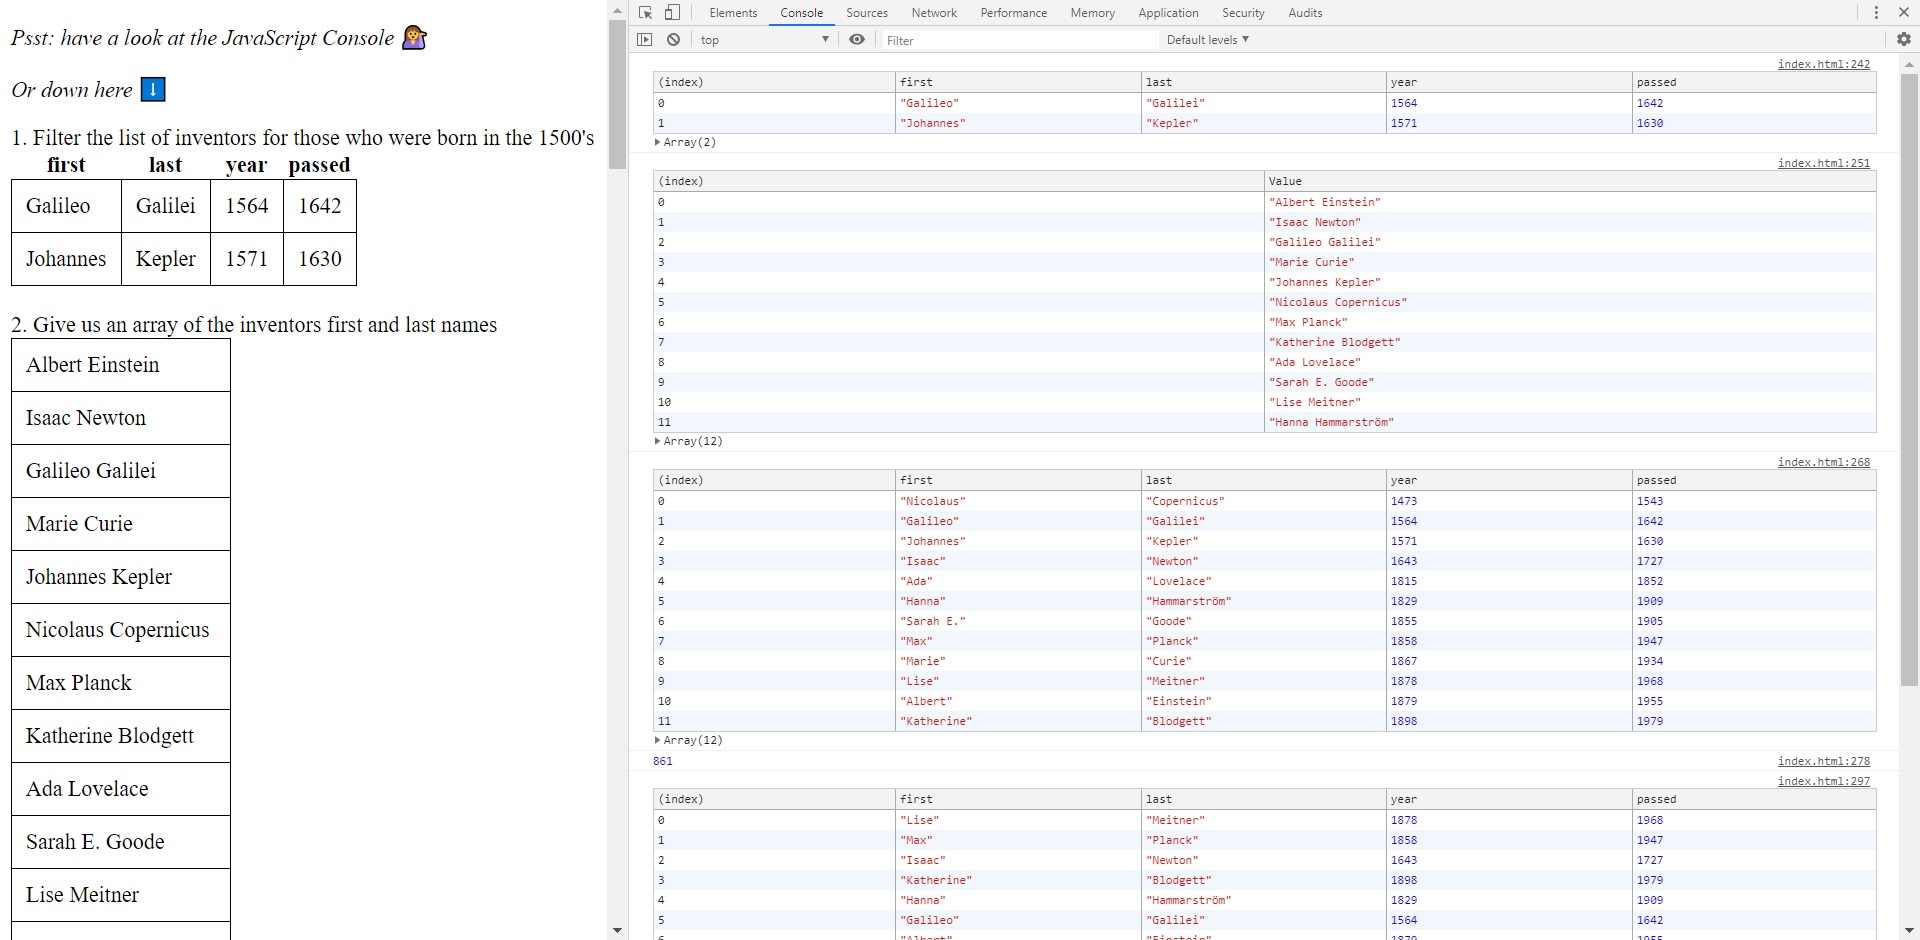 Psst: have a look at the JavaScript Console
Or down here
1. Filter the list of inventors for those who were born in the 1500's
first last year passed
Galileo Galilei 1564 1642
Johannes Kepler 1571 1630
2. Give us an array of the inventors first and last names
Albert Einstein
Isaac Newton
Galileo Galilei
Marie Curie
Johannes Kepler
Nicolaus Copernicus
Max Planck
Katherine Blodgett
Ada Lovelace
Sarah E. Goode
Lise Meitner
Elements Console Sources Network Performance Memory Application Security Audits
top Filter Default levels
index.html:242
(index) first last year passed
0 "Galileo" "Galilei" 1564 1642
1 "Johannes" "Kepler" 1571 1630
Array(2)
index.html:251
(index) Value
0 "Albert Einstein"
1 "Isaac Newton"
2 "Galileo Galilei"
3 "Marie Curie"
4 "Johannes Kepler"
5 "Nicolaus Copernicus"
6 "Max Planck"
7 "Katherine Blodgett"
8 "Ada Lovelace"
9 "Sarah E. Goode"
10 "Lise Meitner"
11 "Hanna Hammarström"
Array(12)
index.html:268
(index) first last year passed
0 "Nicolaus" "Copernicus" 1473 1543
1 "Galileo" "Galilei" 1564 1642
2 "Johannes" "Kepler" 1571 1630
3 "Isaac" "Newton" 1643 1727
4 "Ada" "Lovelace" 1815 1852
5 "Hanna" "Hammarström" 1829 1909
6 "Sarah E." "Goode" 1855 1905
7 "Max" "Planck" 1858 1947
8 "Marie" "Curie" 1867 1934
9 "Lise" "Meitner" 1878 1968
10 "Albert" "Einstein" 1879 1955
11 "Katherine" "Blodgett" 1898 1979
Array(12)
861 index.html:278
index.html:297
(index) first last year passed
0 "Lise" "Meitner" 1878 1968
1 "Max" "Planck" 1858 1947
2 "Isaac" "Newton" 1643 1727
3 "Katherine" "Blodgett" 1898 1979
4 "Hanna" "Hammarström" 1829 1909
5 "Galileo" "Galilei" 1564 1642
6 "Albert" "Einstein" 1879 1955